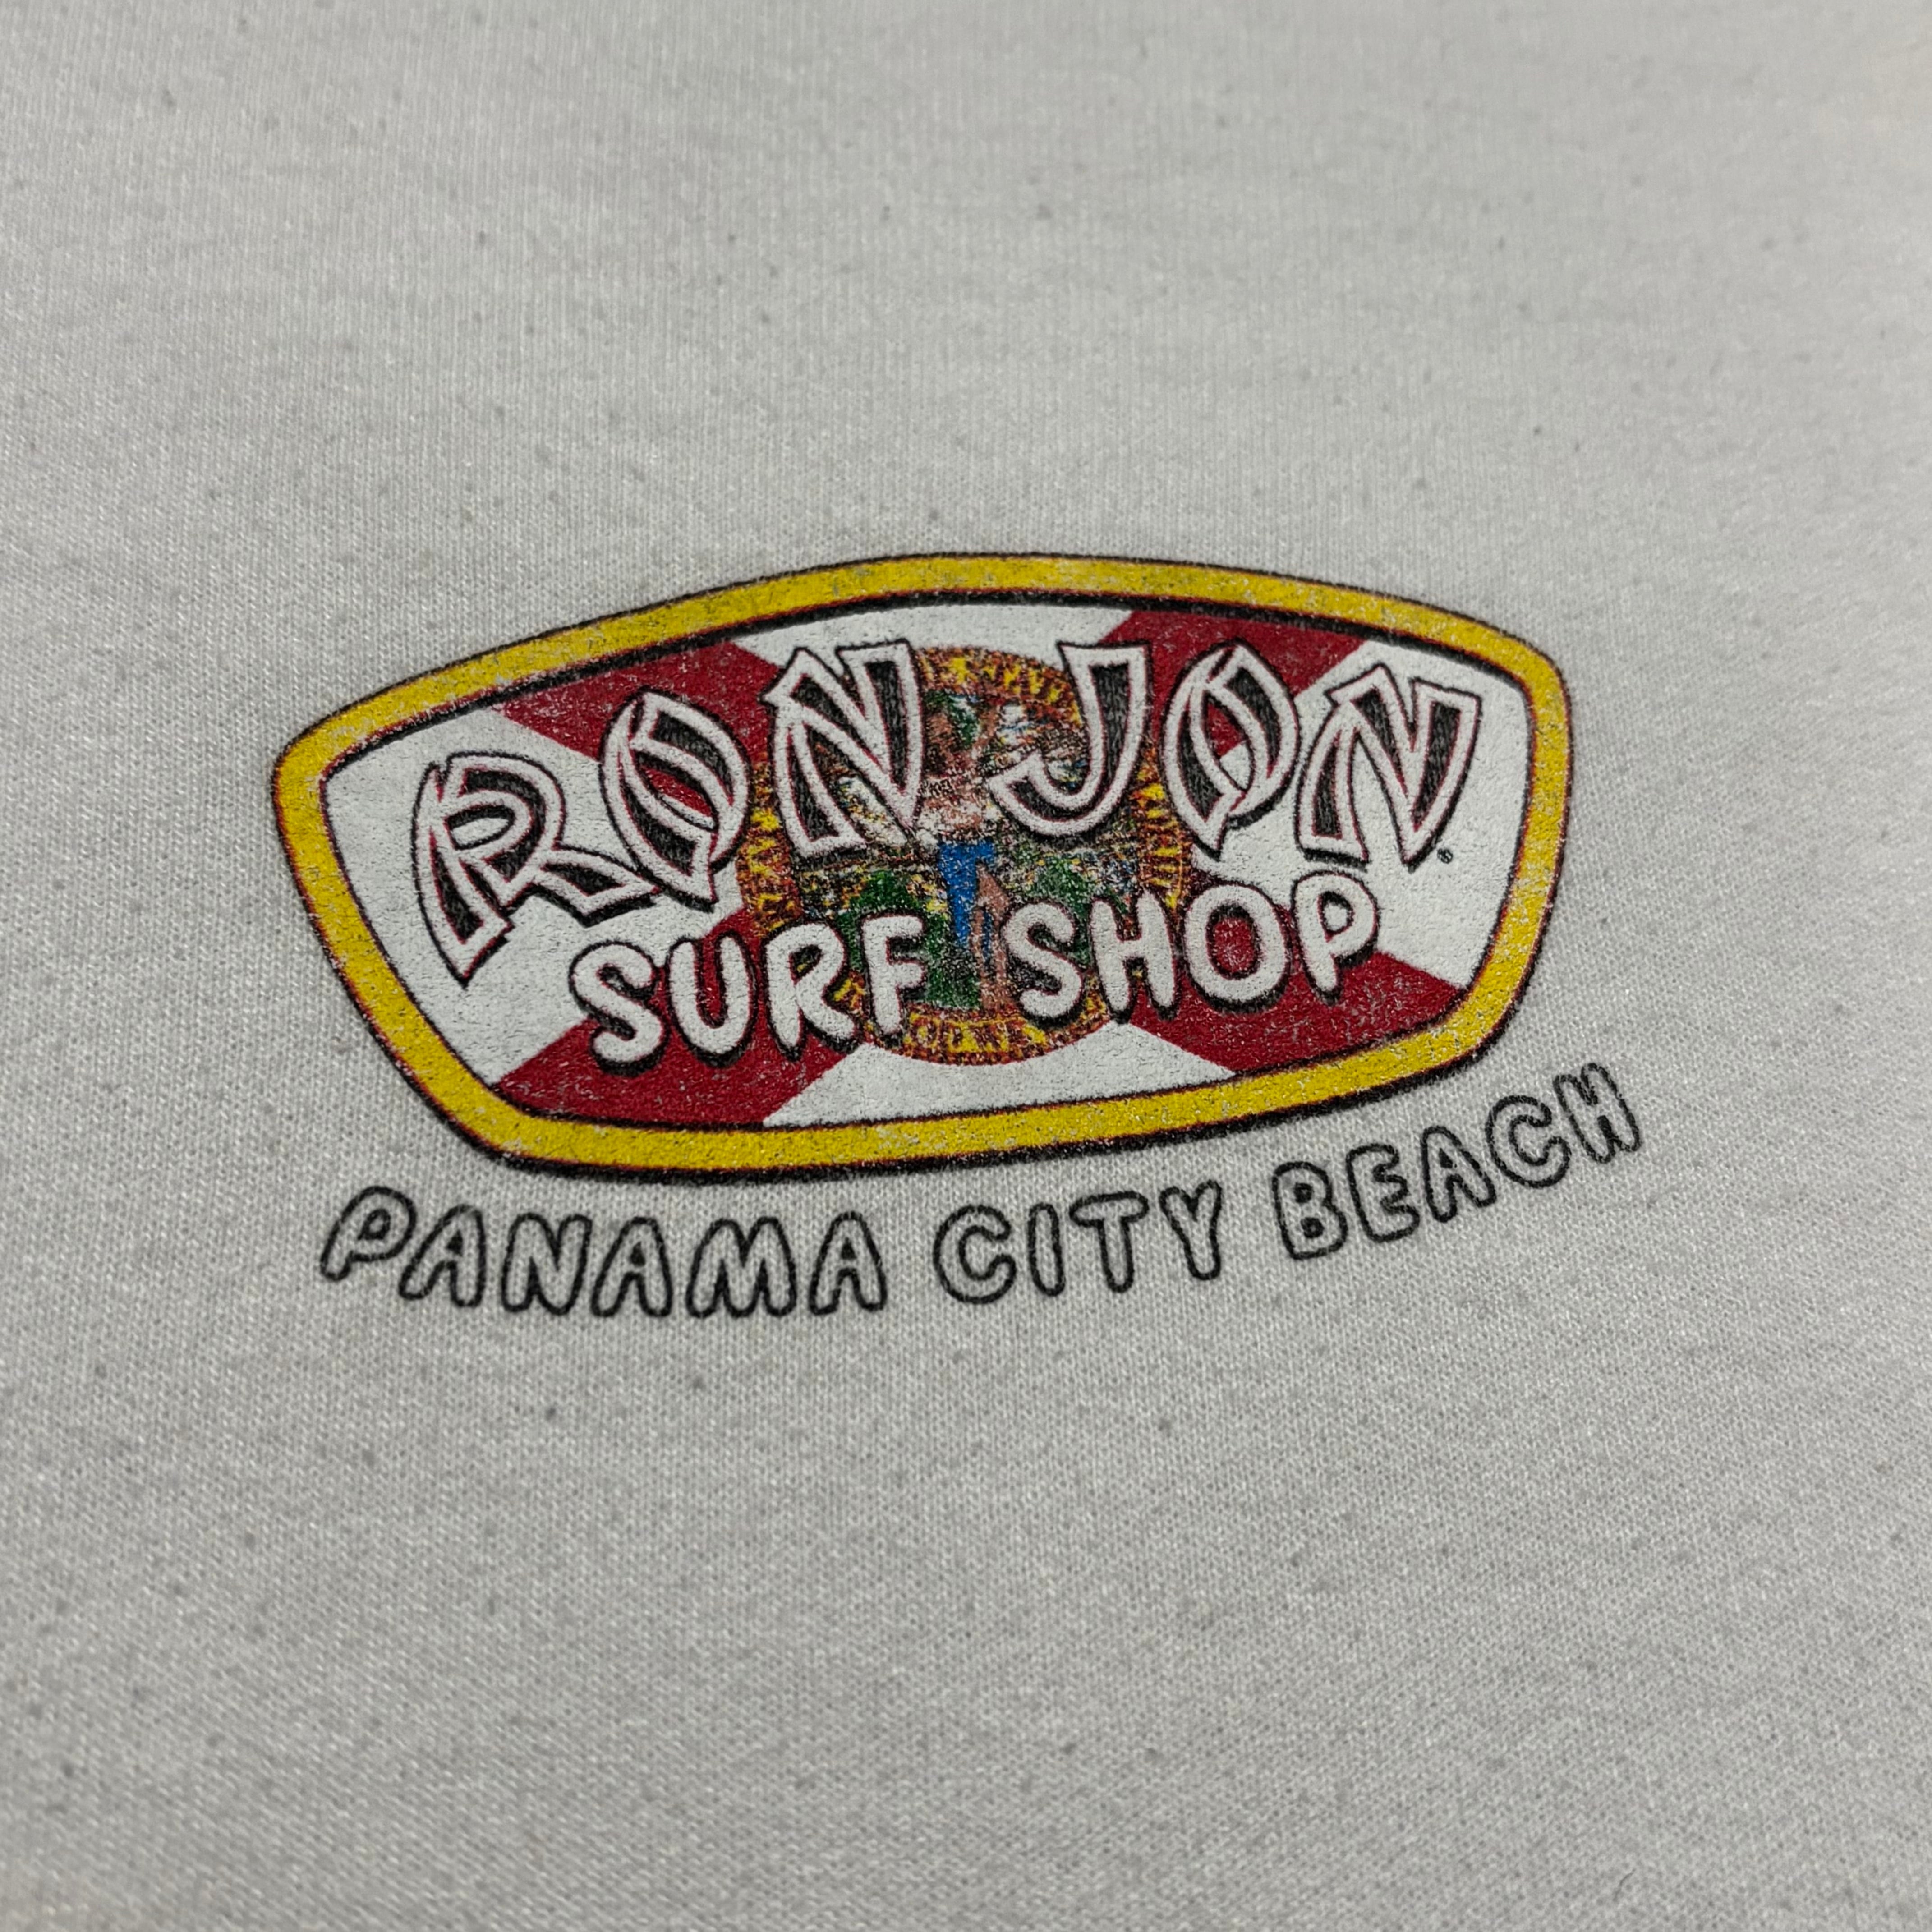 RON JON
SURF SHOP
PANAMA CITY BEACH